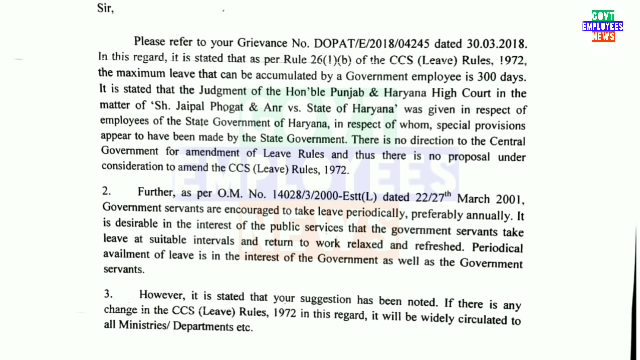 GOVT
EMPLOYEES
NEWS
Sir,
Please refer to your Grievance No. DOPAT/E/2018/04245 dated 30.03.2018.
In this regard, it is stated that as per Rule 26(1)(b) of the CCS (Leave) Rules, 1972,
the maximum leave that can be accumulated by a Government employee is 300 days.
It is stated that the Judgment of the Hon'ble Punjab & Haryana High Court in the
matter of 'Sh. Jaipal Phogat & Anr vs. State of Haryana' was given in respect of
employees of the State Government of Haryana, in respect of whom, special provisions
appear to have been made by the State Government. There is no direction to the Central
Government for amendment of Leave Rules and thus there is no proposal under
consideration to amend the CCS (Leave) Rules, 1972.
2. Further, as per O.M. No. 14028/3/2000-Estt(L) dated 22/27th March 2001,
Government servants are encouraged to take leave periodically, preferably annually. It
is desirable in the interest of the public services that the government servants take
leave at suitable intervals and return to work relaxed and refreshed. Periodical
availment of leave is in the interest of the Government as well as the Government
servants.
3. However, it is stated that your suggestion has been noted. If there is any
change in the CCS (Leave) Rules, 1972 in this regard, it will be widely circulated to
all Ministries/ Departments etc.
GOVT
EMPLOYEES
NEWS